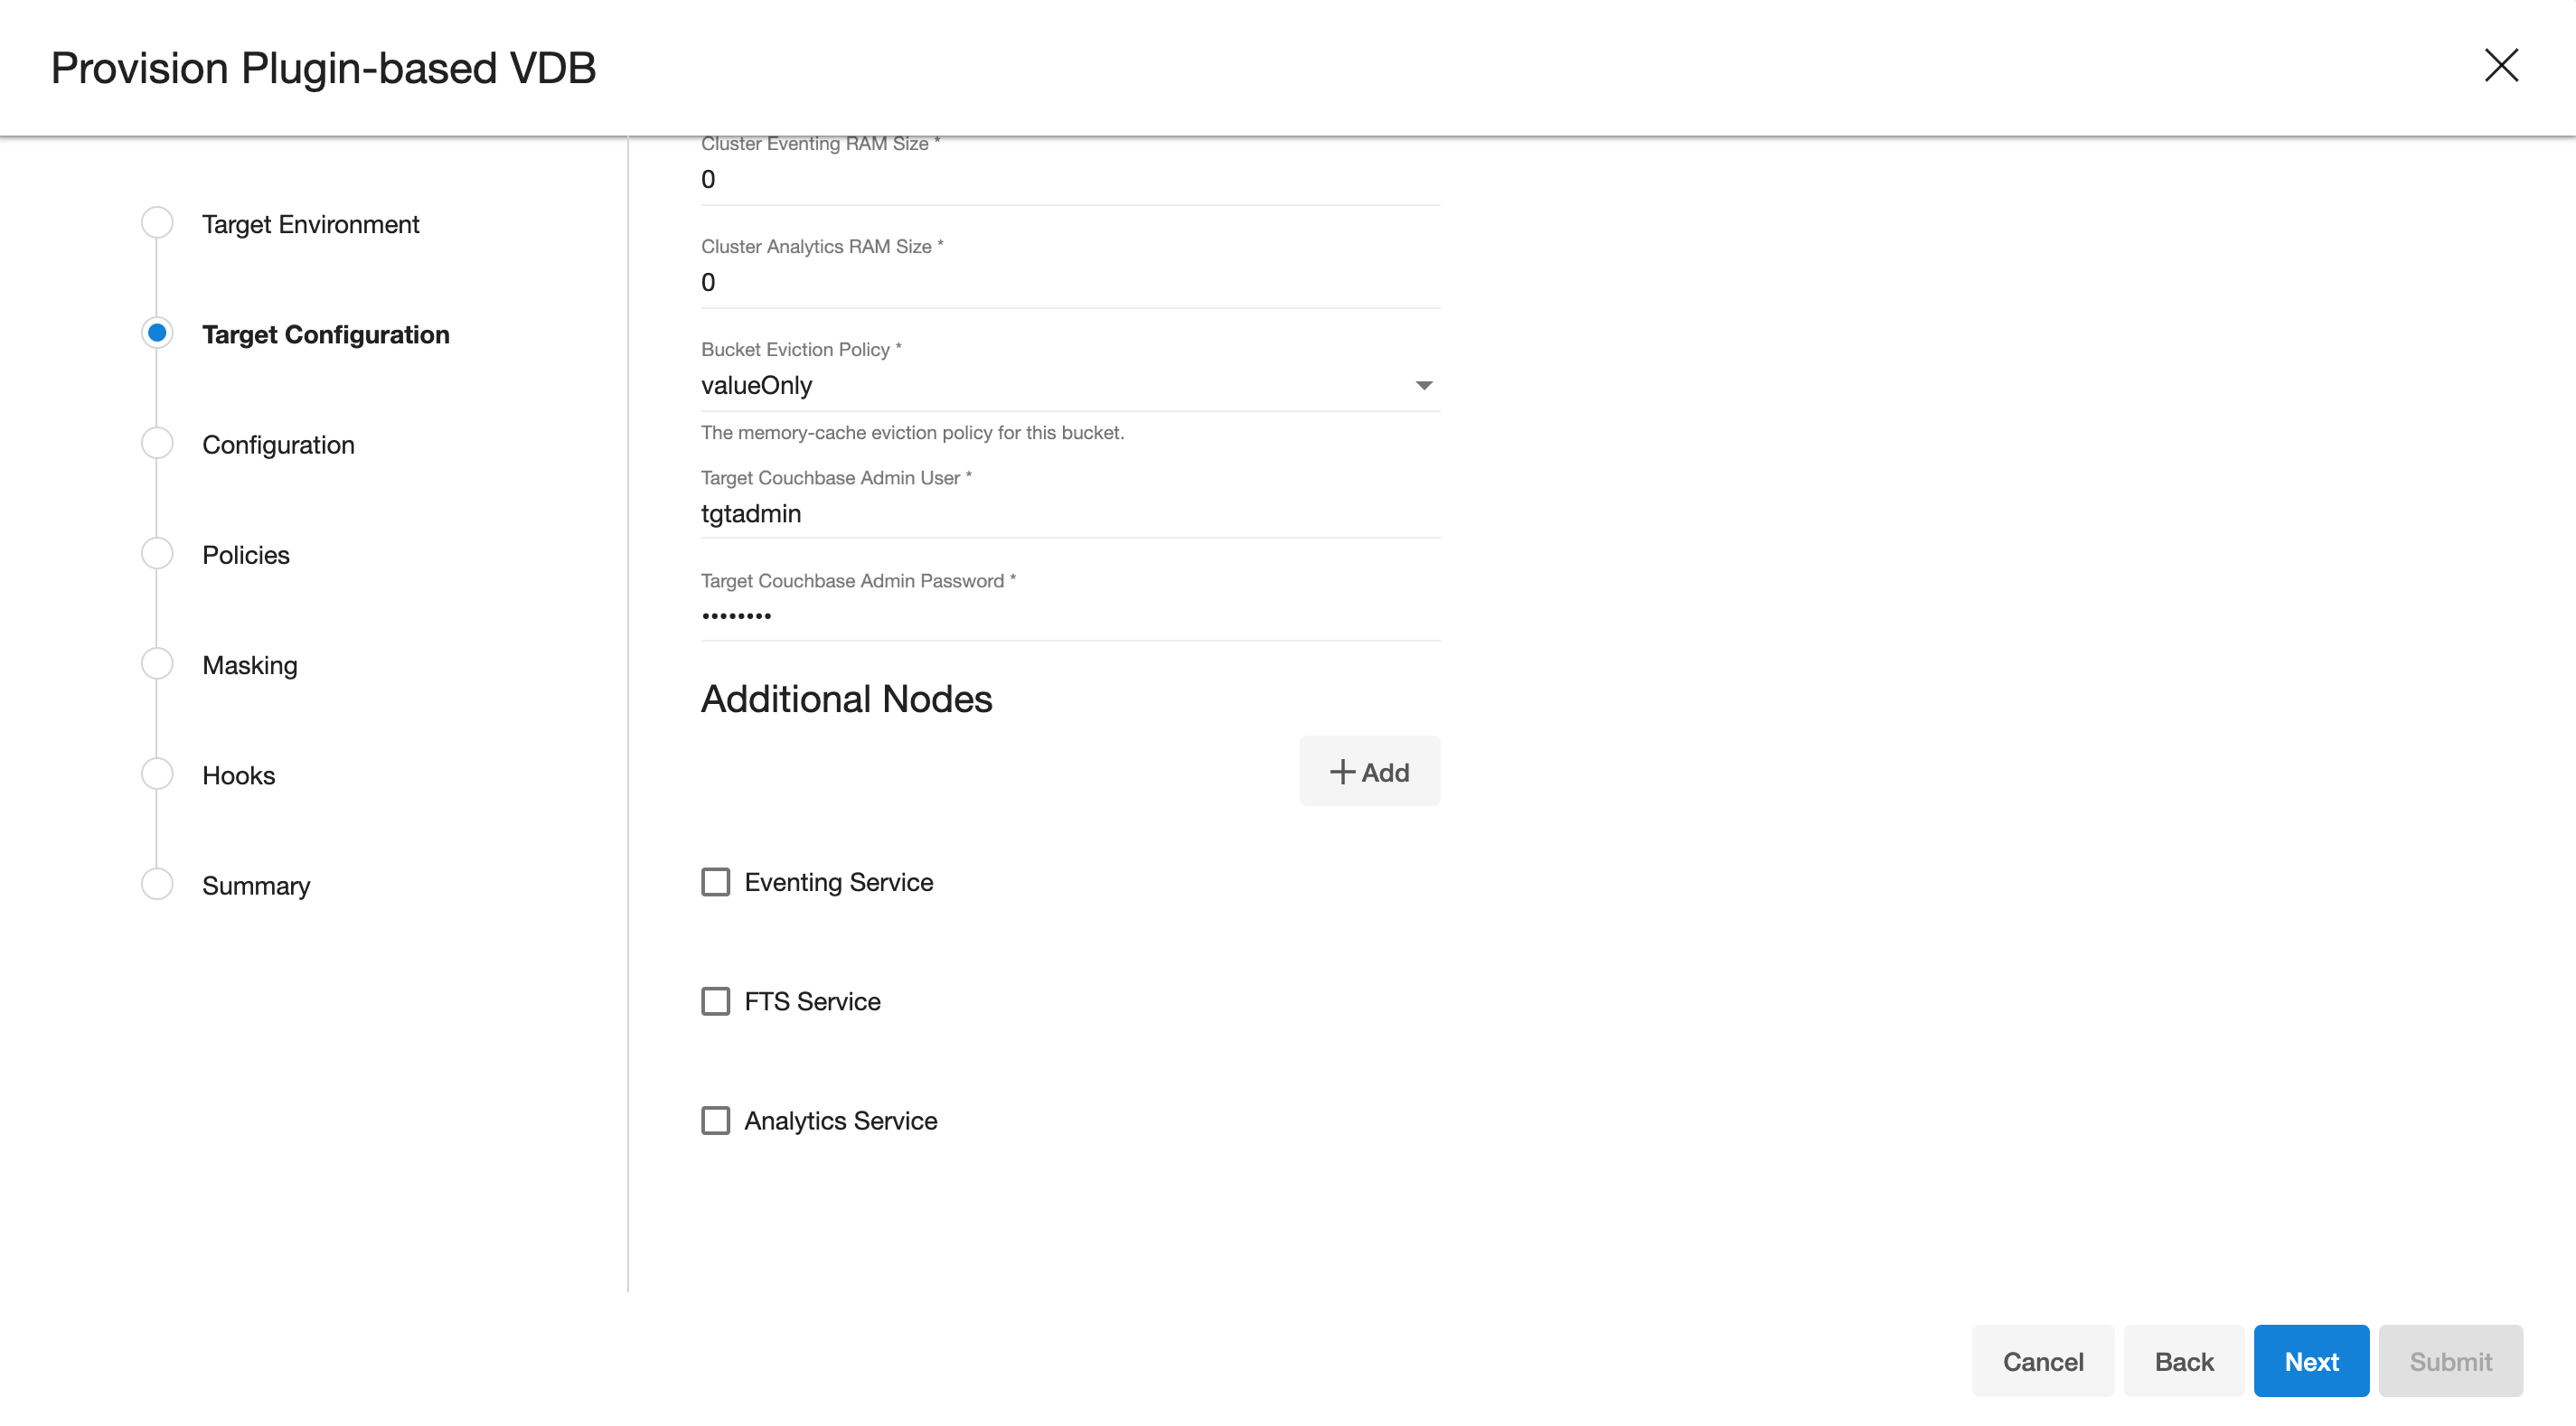 Provision Plugin-based VDB
Target Environment
Target Configuration
Configuration
Policies
Masking
Hooks
Summary
Cluster Eventing RAM Size *
0
Cluster Analytics RAM Size *
0
Bucket Eviction Policy *
valueOnly
The memory-cache eviction policy for this bucket.
Target Couchbase Admin User *
tgtadmin
Target Couchbase Admin Password *
••••••••
Additional Nodes
+ Add
Eventing Service
FTS Service
Analytics Service
Cancel Back Next Submit